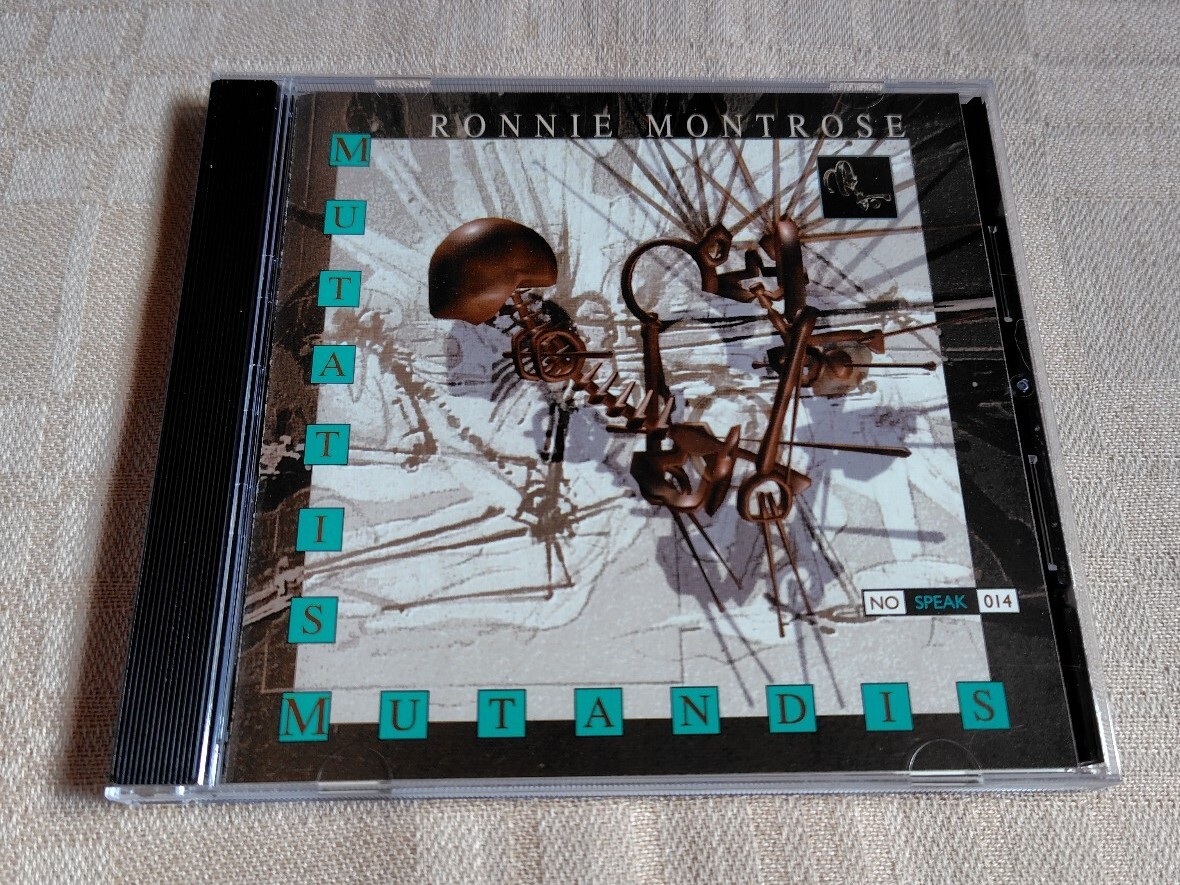 RONNIE MONTROSE
MUTATIS
MUTANDIS
NO SPEAK 014